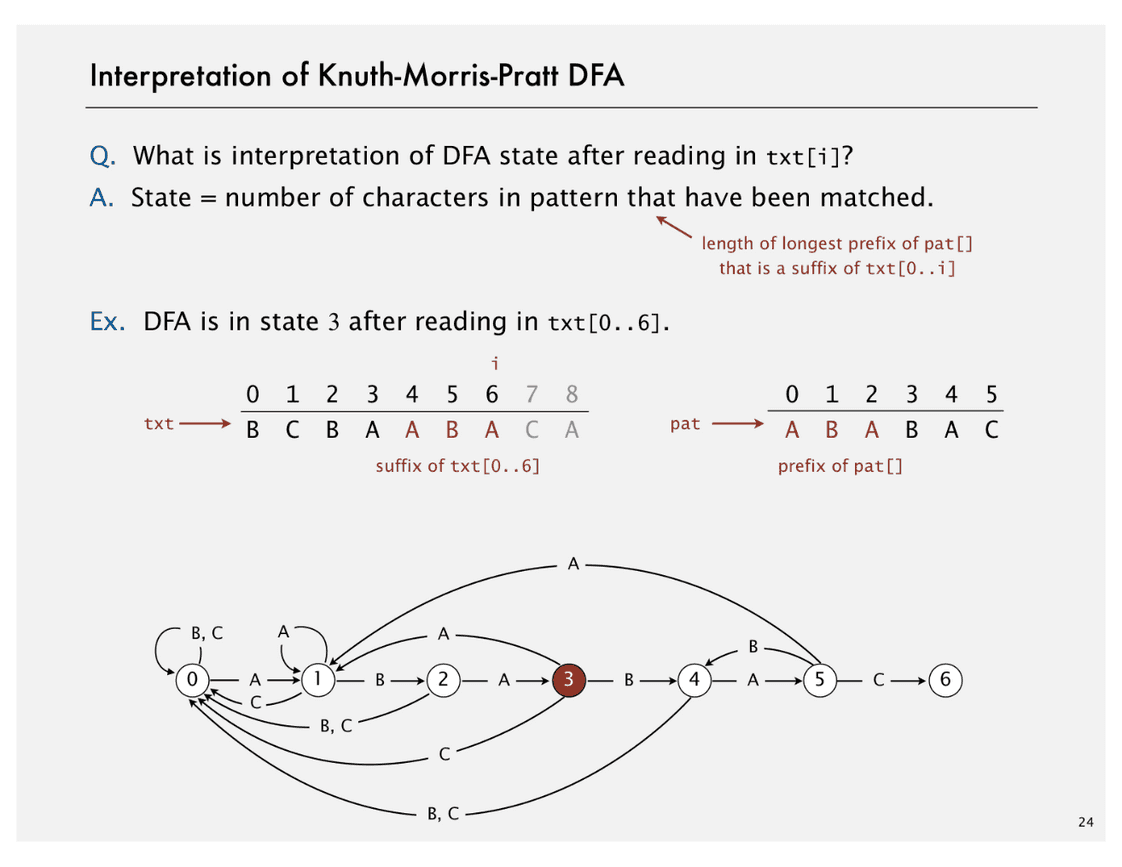 Interpretation of Knuth-Morris-Pratt DFA
Q. What is interpretation of DFA state after reading in txt[i]?
A. State = number of characters in pattern that have been matched.
length of longest prefix of pat[]
that is a suffix of txt[0..i]
Ex. DFA is in state 3 after reading in txt[0..6].
i
0 1 2 3 4 5 6 7 8
txt B C B A A B A C A
suffix of txt[0..6]
0 1 2 3 4 5
pat A B A B A C
prefix of pat[]
A
B, C A A B
0 A 1 B 2 A 3 B 4 A 5 C 6
C
B, C
C
B, C
24